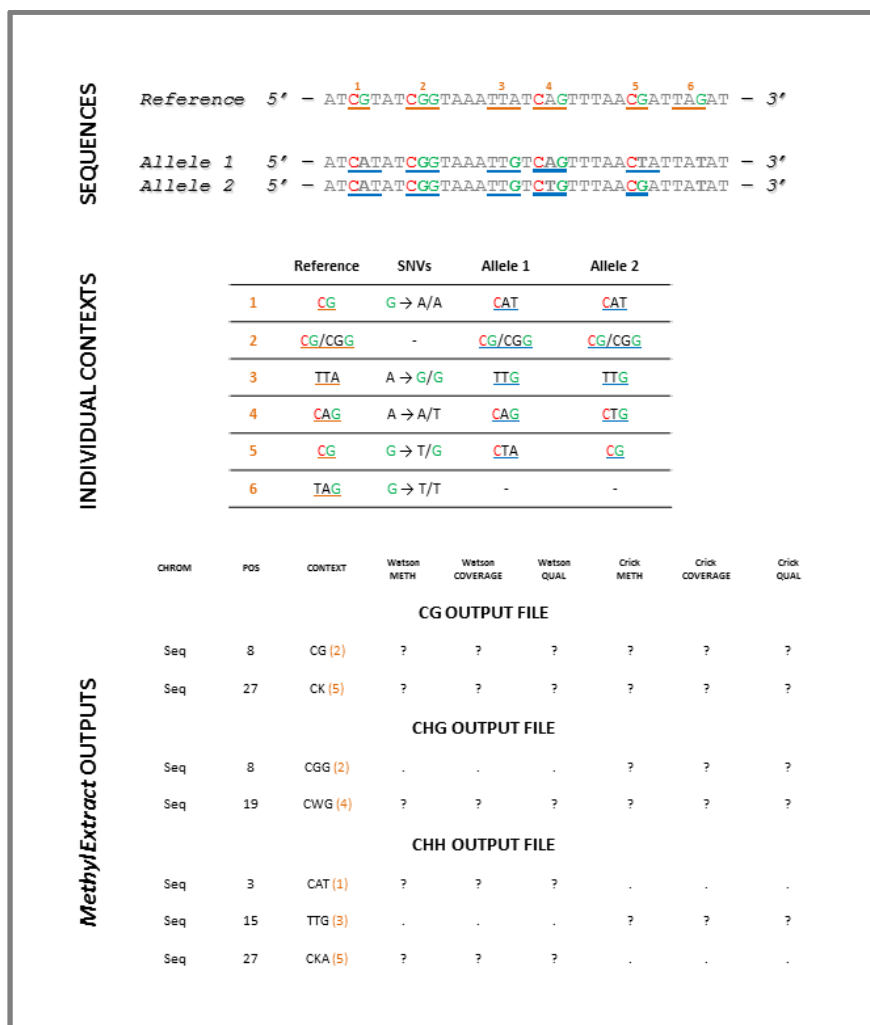 SEQUENCES
1 2 3 4 5 6
Reference 5’ – ATCGTATCGGTAAATTATCAGTTTAACGATTAGAT – 3’
Allele 1 5’ – ATCATATCGGTAAATTGTCAGTTTAACTATTATAT – 3’
Allele 2 5’ – ATCATATCGGTAAATTGTCTGTTTAACGATTATAT – 3’
INDIVIDUAL CONTEXTS
Reference SNVs Allele 1 Allele 2
1 CG G → A/A CAT CAT
2 CG/CGG - CG/CGG CG/CGG
3 TTA A → G/G TTG TTG
4 CAG A → A/T CAG CTG
5 CG G → T/G CTA CG
6 TAG G → T/T - -
MethylExtract OUTPUTS
CHROM POS CONTEXT Watson METH Watson COVERAGE Watson QUAL Crick METH Crick COVERAGE Crick QUAL
CG OUTPUT FILE
Seq 8 CG (2) ? ? ? ? ? ?
Seq 27 CK (5) ? ? ? ? ? ?
CHG OUTPUT FILE
Seq 8 CGG (2) . . . ? ? ?
Seq 19 CWG (4) ? ? ? ? ? ?
CHH OUTPUT FILE
Seq 3 CAT (1) ? ? ? . . .
Seq 15 TTG (3) . . . ? ? ?
Seq 27 CKA (5) ? ? ? . . .